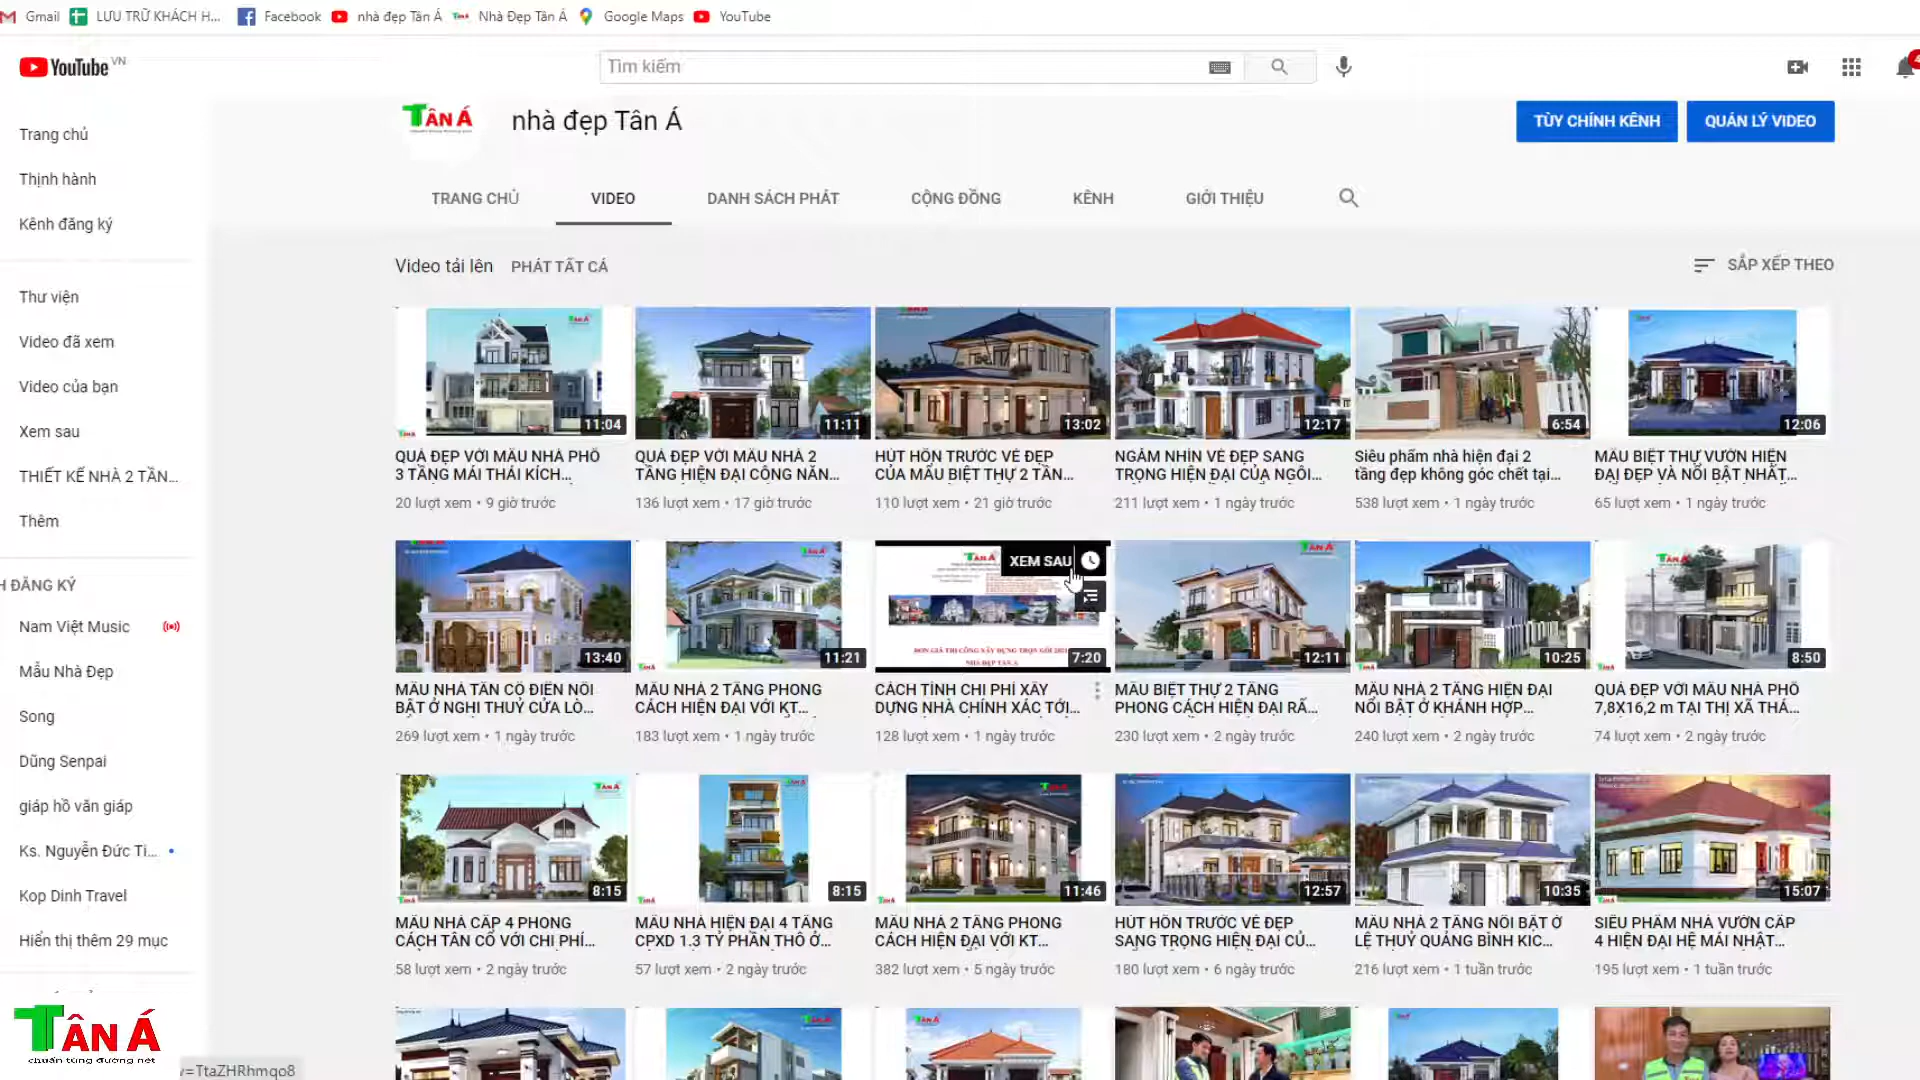 Gmail LƯU TRỮ KHÁCH H... Facebook nhà đẹp Tân Á Nhà Đẹp Tân Á Google Maps YouTube
YouTube VN
Tìm kiếm
TÂN Á nhà đẹp Tân Á TÙY CHỈNH KÊNH QUẢN LÝ VIDEO
TRANG CHỦ VIDEO DANH SÁCH PHÁT CỘNG ĐỒNG KÊNH GIỚI THIỆU
Trang chủ
Thịnh hành
Kênh đăng ký
Thư viện
Video đã xem
Video của bạn
Xem sau
THIẾT KẾ NHÀ 2 TẦN...
Thêm
H ĐĂNG KÝ
Nam Việt Music
Mẫu Nhà Đẹp
Song
Dũng Senpai
giáp hồ văn giáp
Ks. Nguyễn Đức Ti...
Kop Dinh Travel
Hiển thị thêm 29 mục
Video tải lên PHÁT TẤT CẢ SẮP XẾP THEO
11:04 11:11 13:02 12:17 6:54 12:06
QUÁ ĐẸP VỚI MẪU NHÀ PHỐ
3 TẦNG MÁI THÁI KÍCH...
20 lượt xem • 9 giờ trước
QUÁ ĐẸP VỚI MẪU NHÀ 2
TẦNG HIỆN ĐẠI CÔNG NĂN...
136 lượt xem • 17 giờ trước
HÚT HỒN TRƯỚC VẺ ĐẸP
CỦA MẪU BIỆT THỰ 2 TẦN...
110 lượt xem • 21 giờ trước
NGẮM NHÌN VẺ ĐẸP SANG
TRỌNG HIỆN ĐẠI CỦA NGÔI...
211 lượt xem • 1 ngày trước
Siêu phẩm nhà hiện đại 2
tầng đẹp không góc chết tại...
538 lượt xem • 1 ngày trước
MẪU BIỆT THỰ VƯỜN HIỆN
ĐẠI ĐẸP VÀ NỔI BẬT NHẤT...
65 lượt xem • 1 ngày trước
XEM SAU
ĐƠN GIÁ THI CÔNG XÂY DỰNG TRỌN GÓI 2021
NHÀ ĐẸP TÂN Á
13:40 11:21 7:20 12:11 10:25 8:50
MẪU NHÀ TÂN CỔ ĐIỂN NỔI
BẬT Ở NGHI THUỶ CỬA LÒ...
269 lượt xem • 1 ngày trước
MẪU NHÀ 2 TẦNG PHONG
CÁCH HIỆN ĐẠI VỚI KT...
183 lượt xem • 1 ngày trước
CÁCH TÍNH CHI PHÍ XÂY
DỰNG NHÀ CHÍNH XÁC TỚI...
128 lượt xem • 1 ngày trước
MẪU BIỆT THỰ 2 TẦNG
PHONG CÁCH HIỆN ĐẠI RẤ...
230 lượt xem • 2 ngày trước
MẪU NHÀ 2 TẦNG HIỆN ĐẠI
NỔI BẬT Ở KHÁNH HỢP...
240 lượt xem • 2 ngày trước
QUÁ ĐẸP VỚI MẪU NHÀ PHỐ
7,8X16,2 m TẠI THỊ XÃ THÁ...
74 lượt xem • 2 ngày trước
8:15 8:15 11:46 12:57 10:35 15:07
MẪU NHÀ CẤP 4 PHONG
CÁCH TÂN CỔ VỚI CHI PHÍ...
58 lượt xem • 2 ngày trước
MẪU NHÀ HIỆN ĐẠI 4 TẦNG
CPXD 1.3 TỶ PHẦN THÔ Ở...
57 lượt xem • 2 ngày trước
MẪU NHÀ 2 TẦNG PHONG
CÁCH HIỆN ĐẠI VỚI KT...
382 lượt xem • 5 ngày trước
HÚT HỒN TRƯỚC VẺ ĐẸP
SANG TRỌNG HIỆN ĐẠI CỦ...
180 lượt xem • 6 ngày trước
MẪU NHÀ 2 TẦNG NỔI BẬT Ở
LỆ THUỶ QUẢNG BÌNH KIC...
216 lượt xem • 1 tuần trước
SIÊU PHẨM NHÀ VƯỜN CẤP
4 HIỆN ĐẠI HỆ MÁI NHẬT...
195 lượt xem • 1 tuần trước
TÂN Á
chuẩn từng đường nét
v=TtaZHRhmqo8